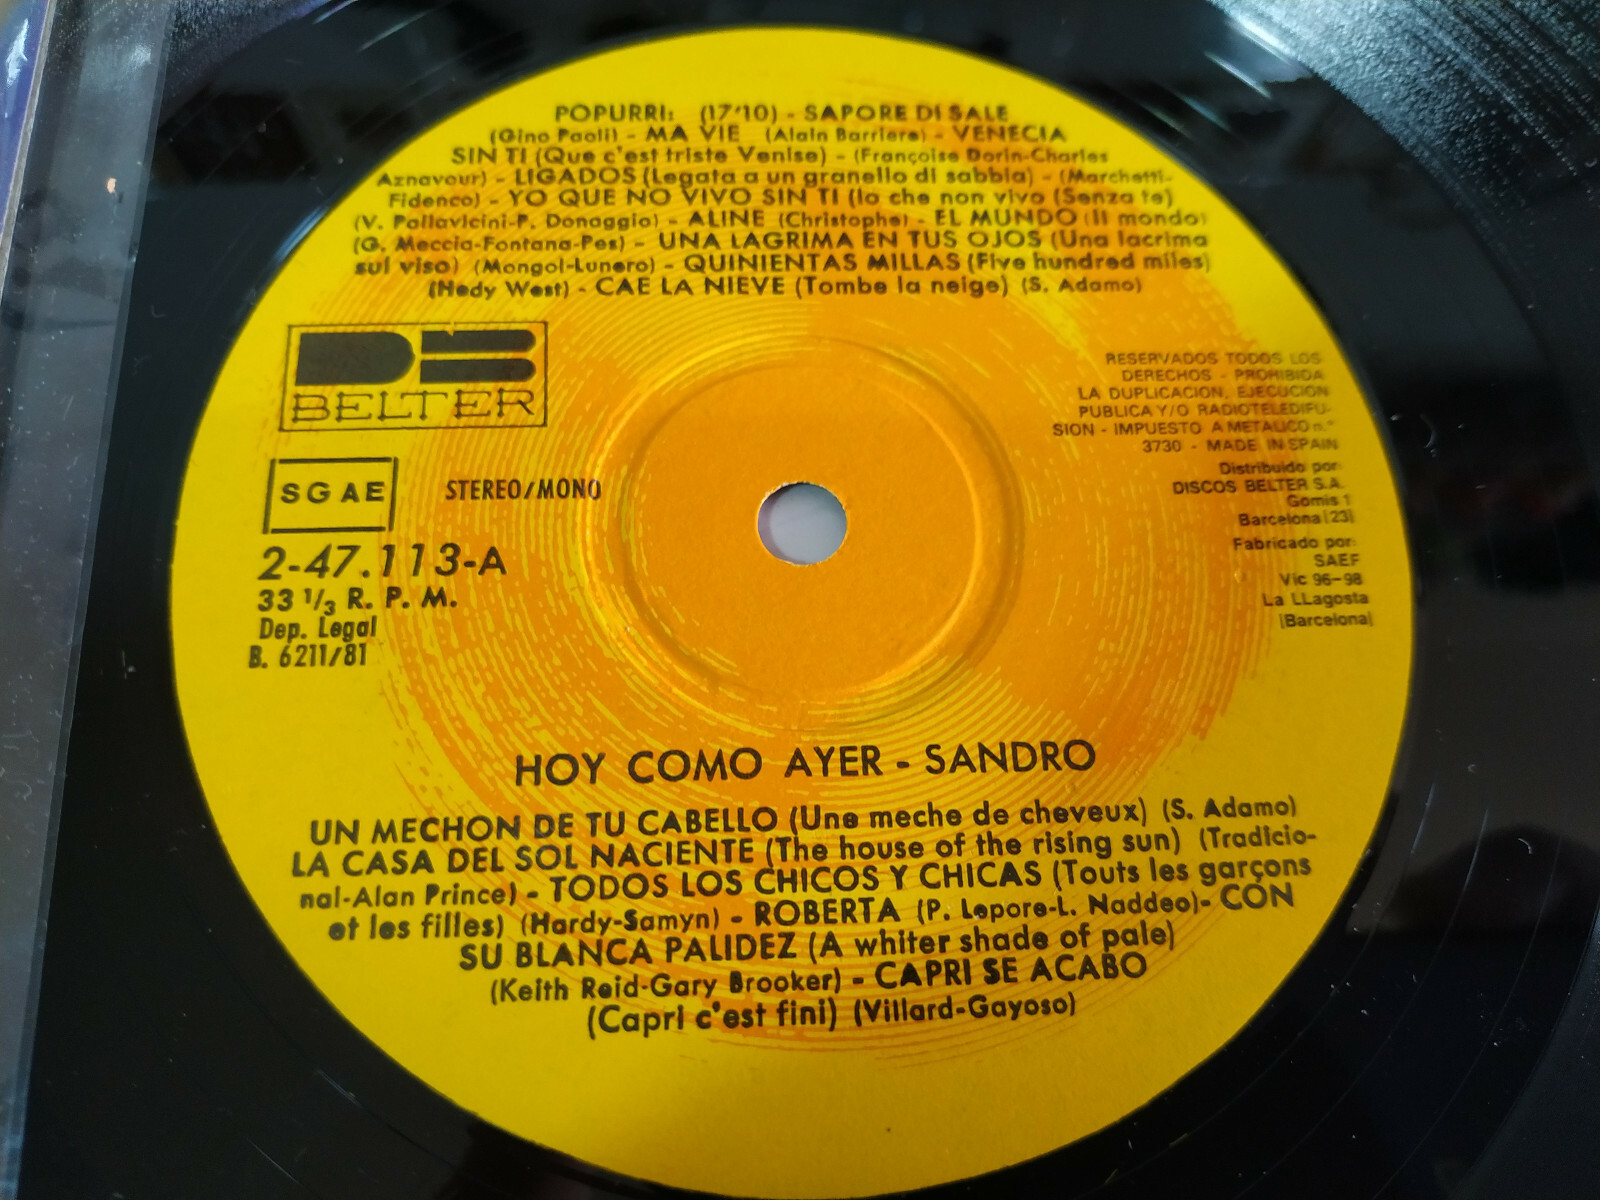 POPURRI: (17'10) - SAPORE DI SALE
(Gino Paoli) - MA VIE (Alain Barriere) - VENECIA
SIN TI (Que c'est triste Venise) - (Françoise Dorin-Charles
Aznavour) - LIGADOS (Legata a un granello di sabbia) - (Marchetti-
Fidenco) - YO QUE NO VIVO SIN TI (Io che non vivo (Senza te)
(V. Pallavicini-P. Donaggio) - ALINE (Christophe) - EL MUNDO (Il mondo)
(G. Meccia-Fontana-Pes) - UNA LAGRIMA EN TUS OJOS (Una lacrima
sul viso) (Mongol-Lunero) - QUINIENTAS MILLAS (Five hundred miles)
(Hedy West) - CAE LA NIEVE (Tombe la neige) (S. Adamo)
BELTER
RESERVADOS TODOS LOS
DERECHOS - PROHIBIDA
LA DUPLICACION, EJECUCION
PUBLICA Y/O RADIOTELEDIFU-
SION - IMPUESTO A METALICO n.º
3730 - MADE IN SPAIN
Distribuido por:
DISCOS BELTER S.A.
Gomis 1
Barcelona (23)
Fabricado por:
SAEF
Vic 96-98
La LLagosta
(Barcelona)
SGAE
STEREO/MONO
2-47.113-A
33 1/3 R. P. M.
Dep. Legal
B. 6211/81
HOY COMO AYER - SANDRO
UN MECHON DE TU CABELLO (Une meche de cheveux) (S. Adamo)
LA CASA DEL SOL NACIENTE (The house of the rising sun) (Tradicio-
nal-Alan Prince) - TODOS LOS CHICOS Y CHICAS (Touts les garçons
et les filles) (Hardy-Samyn) - ROBERTA (P. Lepore-L. Naddeo)- CON
SU BLANCA PALIDEZ (A whiter shade of pale)
(Keith Reid-Gary Brooker) - CAPRI SE ACABO
(Capri c'est fini) (Villard-Gayoso)